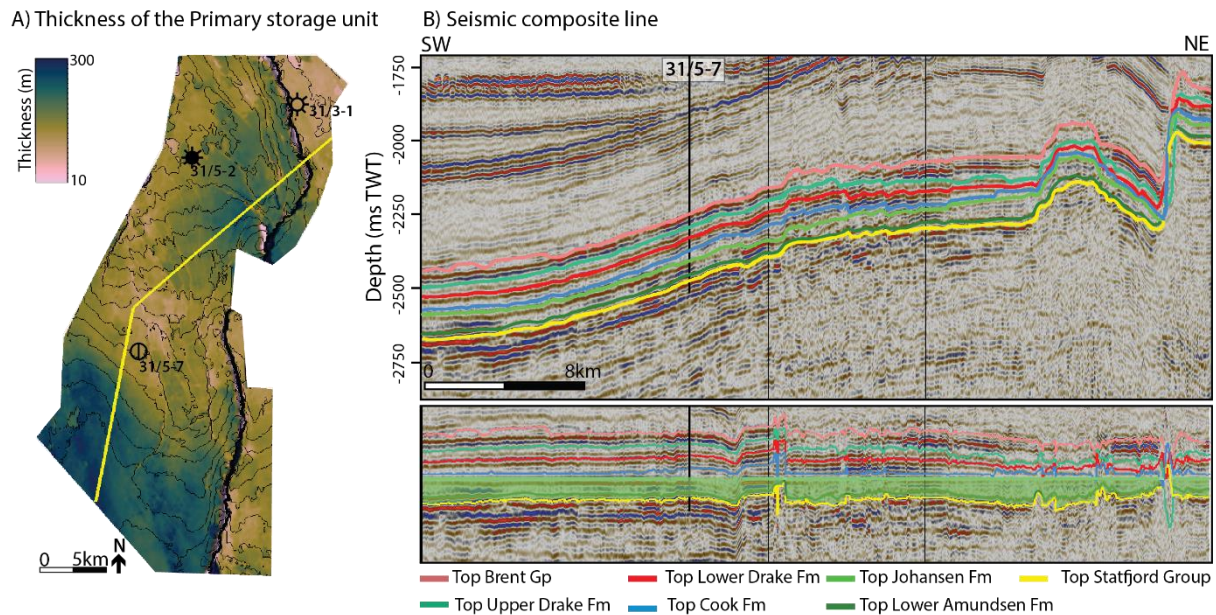 A) Thickness of the Primary storage unit
300
Thickness (m)
10
31/3-1
31/5-2
31/5-7
0 5km
N
B) Seismic composite line
SW NE
31/5-7
Depth (ms TWT)
-1750
-2000
-2250
-2500
-2750
0 8km
Top Brent Gp Top Lower Drake Fm Top Johansen Fm Top Statfjord Group
Top Upper Drake Fm Top Cook Fm Top Lower Amundsen Fm